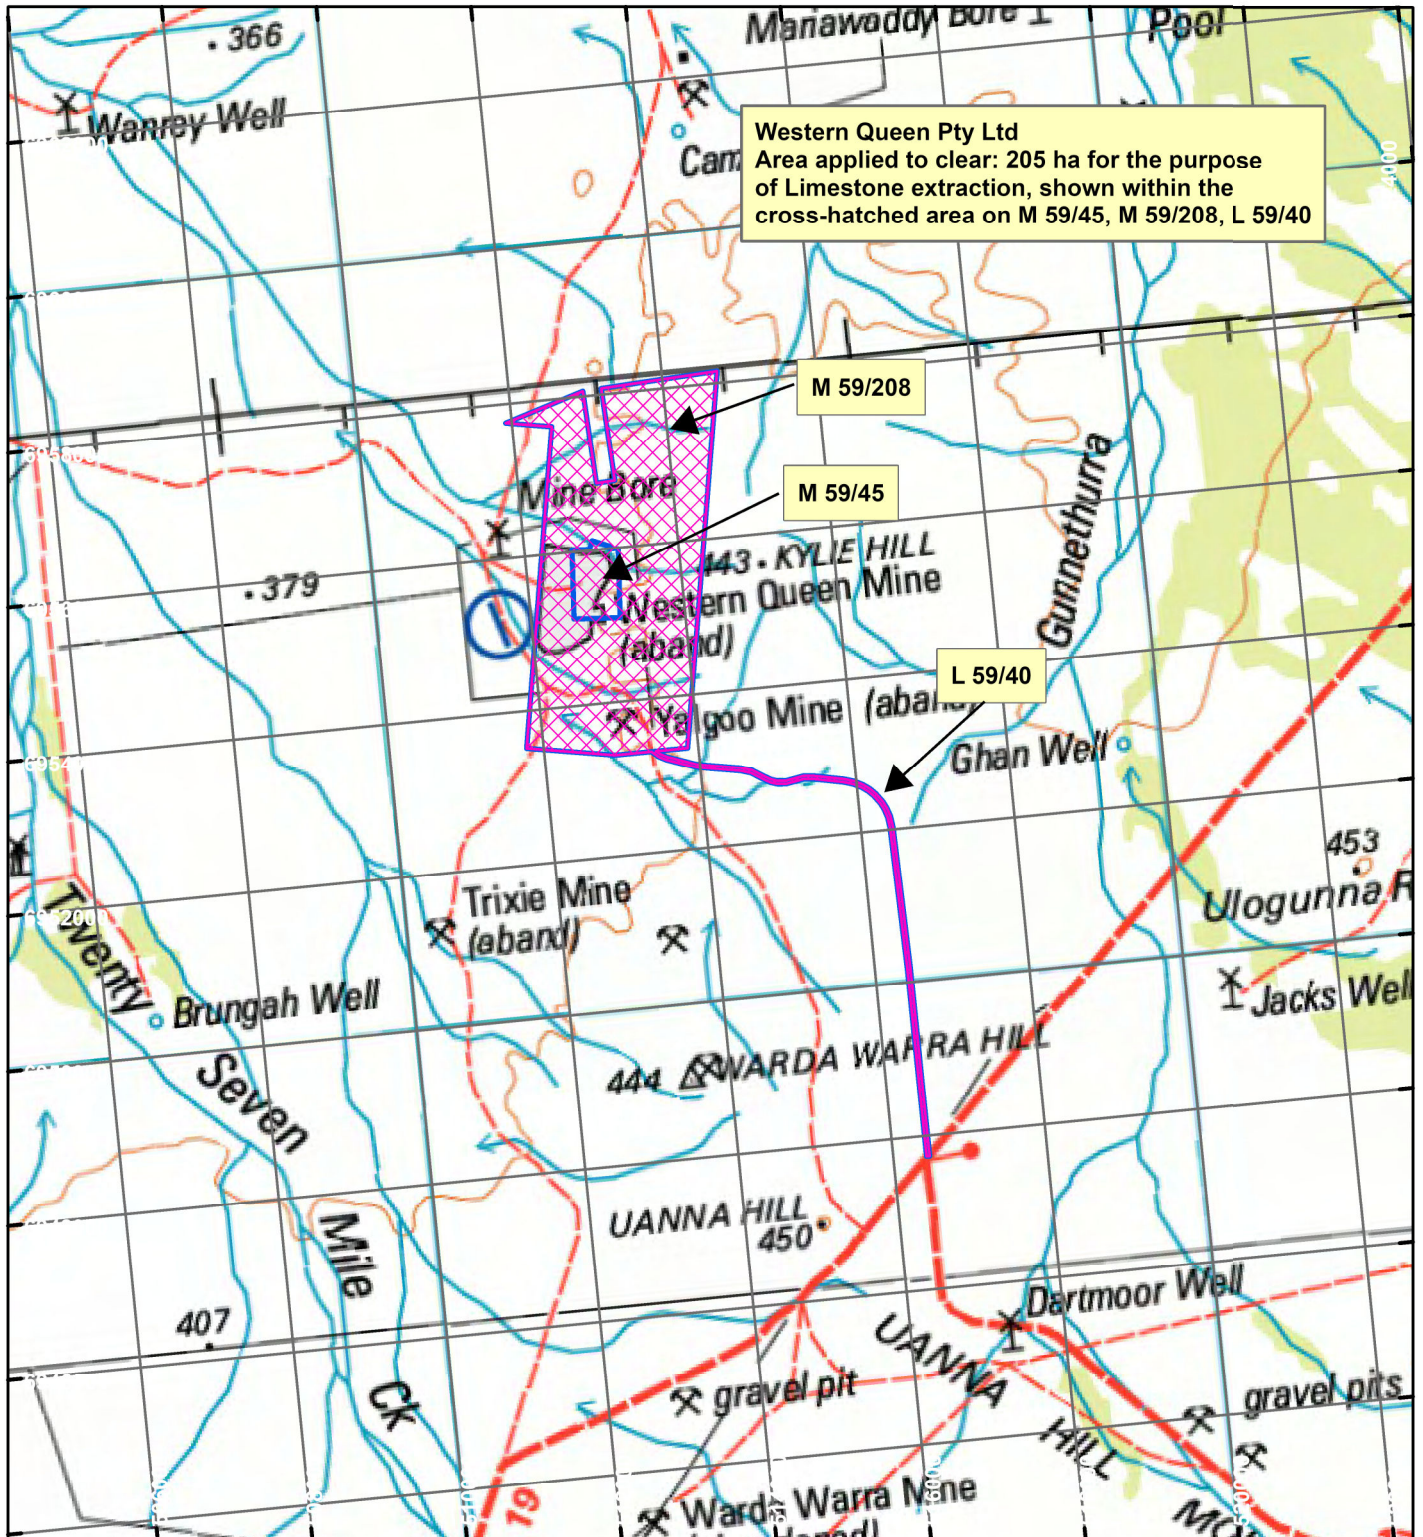 366
Mariawaddy Bore
Pool
Wanrey Well
Western Queen Pty Ltd
Area applied to clear: 205 ha for the purpose
of Limestone extraction, shown within the
cross-hatched area on M 59/45, M 59/208, L 59/40
4000
M 59/208
Mine Bore
M 59/45
443 KYLIE HILL
379
Western Queen Mine
(aband)
Gunnethurra
L 59/40
Yalgoo Mine
Ghan Well
453
Trixie Mine
(aband)
Ulogunna
Twenty
6952000
Brungah Well
Jacks Well
444 WARDA WARRA HILL
Seven
UANNA HILL
450
Mile
407
Dartmoor Well
UANNA
HILL
Ck
gravel pit
gravel pits
19
Warda Warra Mine